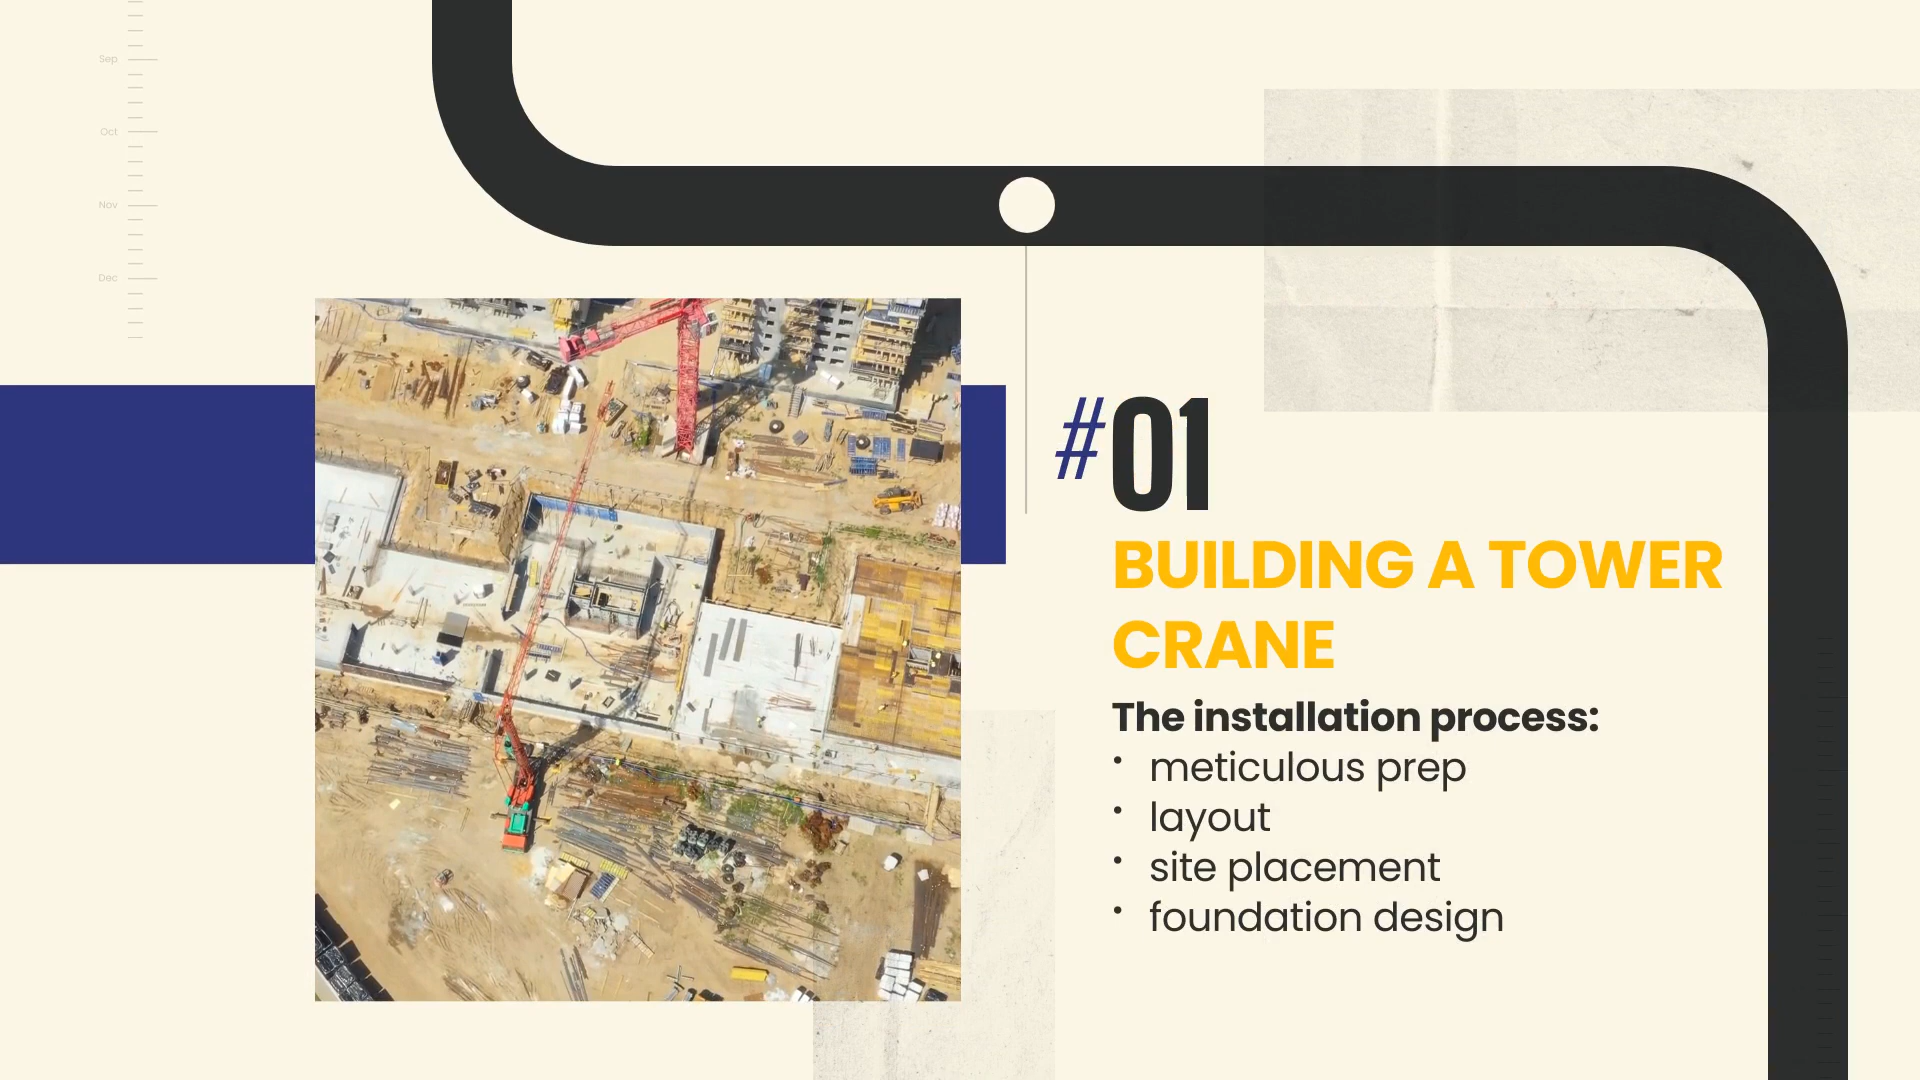 Sep
Oct
Nov
Dec
#01
BUILDING A TOWER
CRANE
The installation process:
• meticulous prep
• layout
• site placement
• foundation design